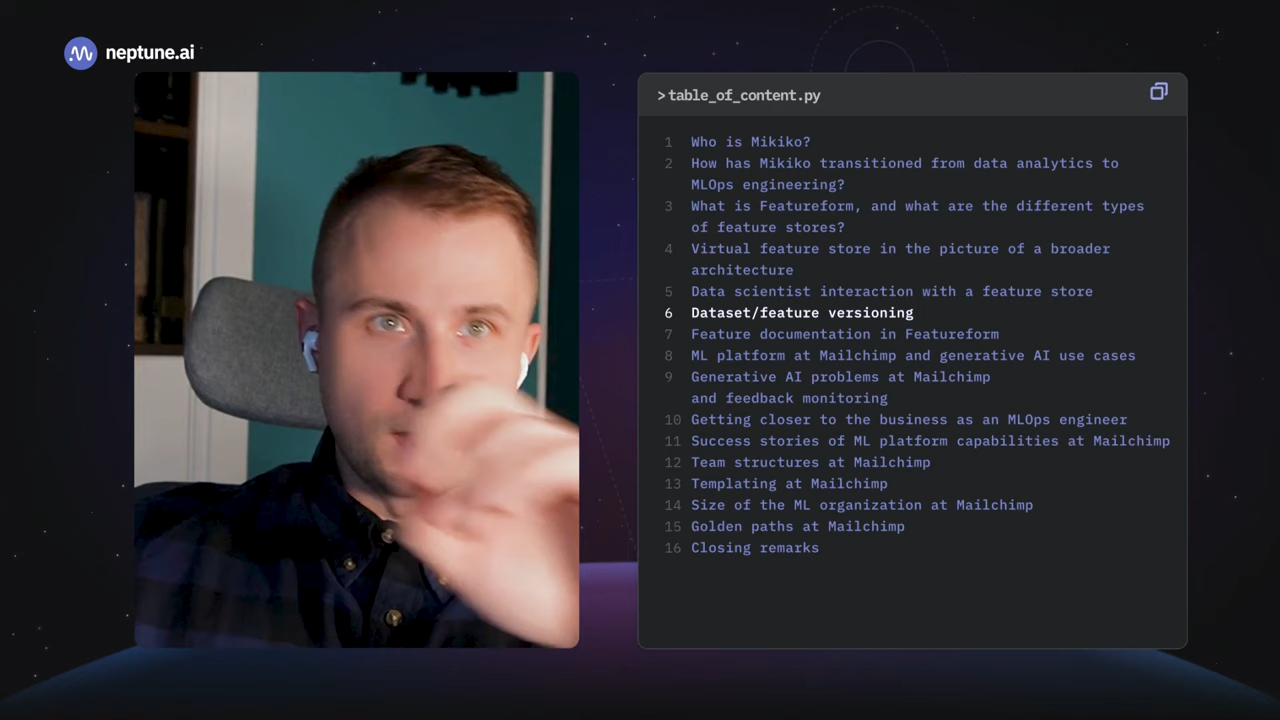 neptune.ai
>table_of_content.py
1 Who is Mikiko?
2 How has Mikiko transitioned from data analytics to
MLOps engineering?
3 What is Featureform, and what are the different types
of feature stores?
4 Virtual feature store in the picture of a broader
architecture
5 Data scientist interaction with a feature store
6 Dataset/feature versioning
7 Feature documentation in Featureform
8 ML platform at Mailchimp and generative AI use cases
9 Generative AI problems at Mailchimp
and feedback monitoring
10 Getting closer to the business as an MLOps engineer
11 Success stories of ML platform capabilities at Mailchimp
12 Team structures at Mailchimp
13 Templating at Mailchimp
14 Size of the ML organization at Mailchimp
15 Golden paths at Mailchimp
16 Closing remarks